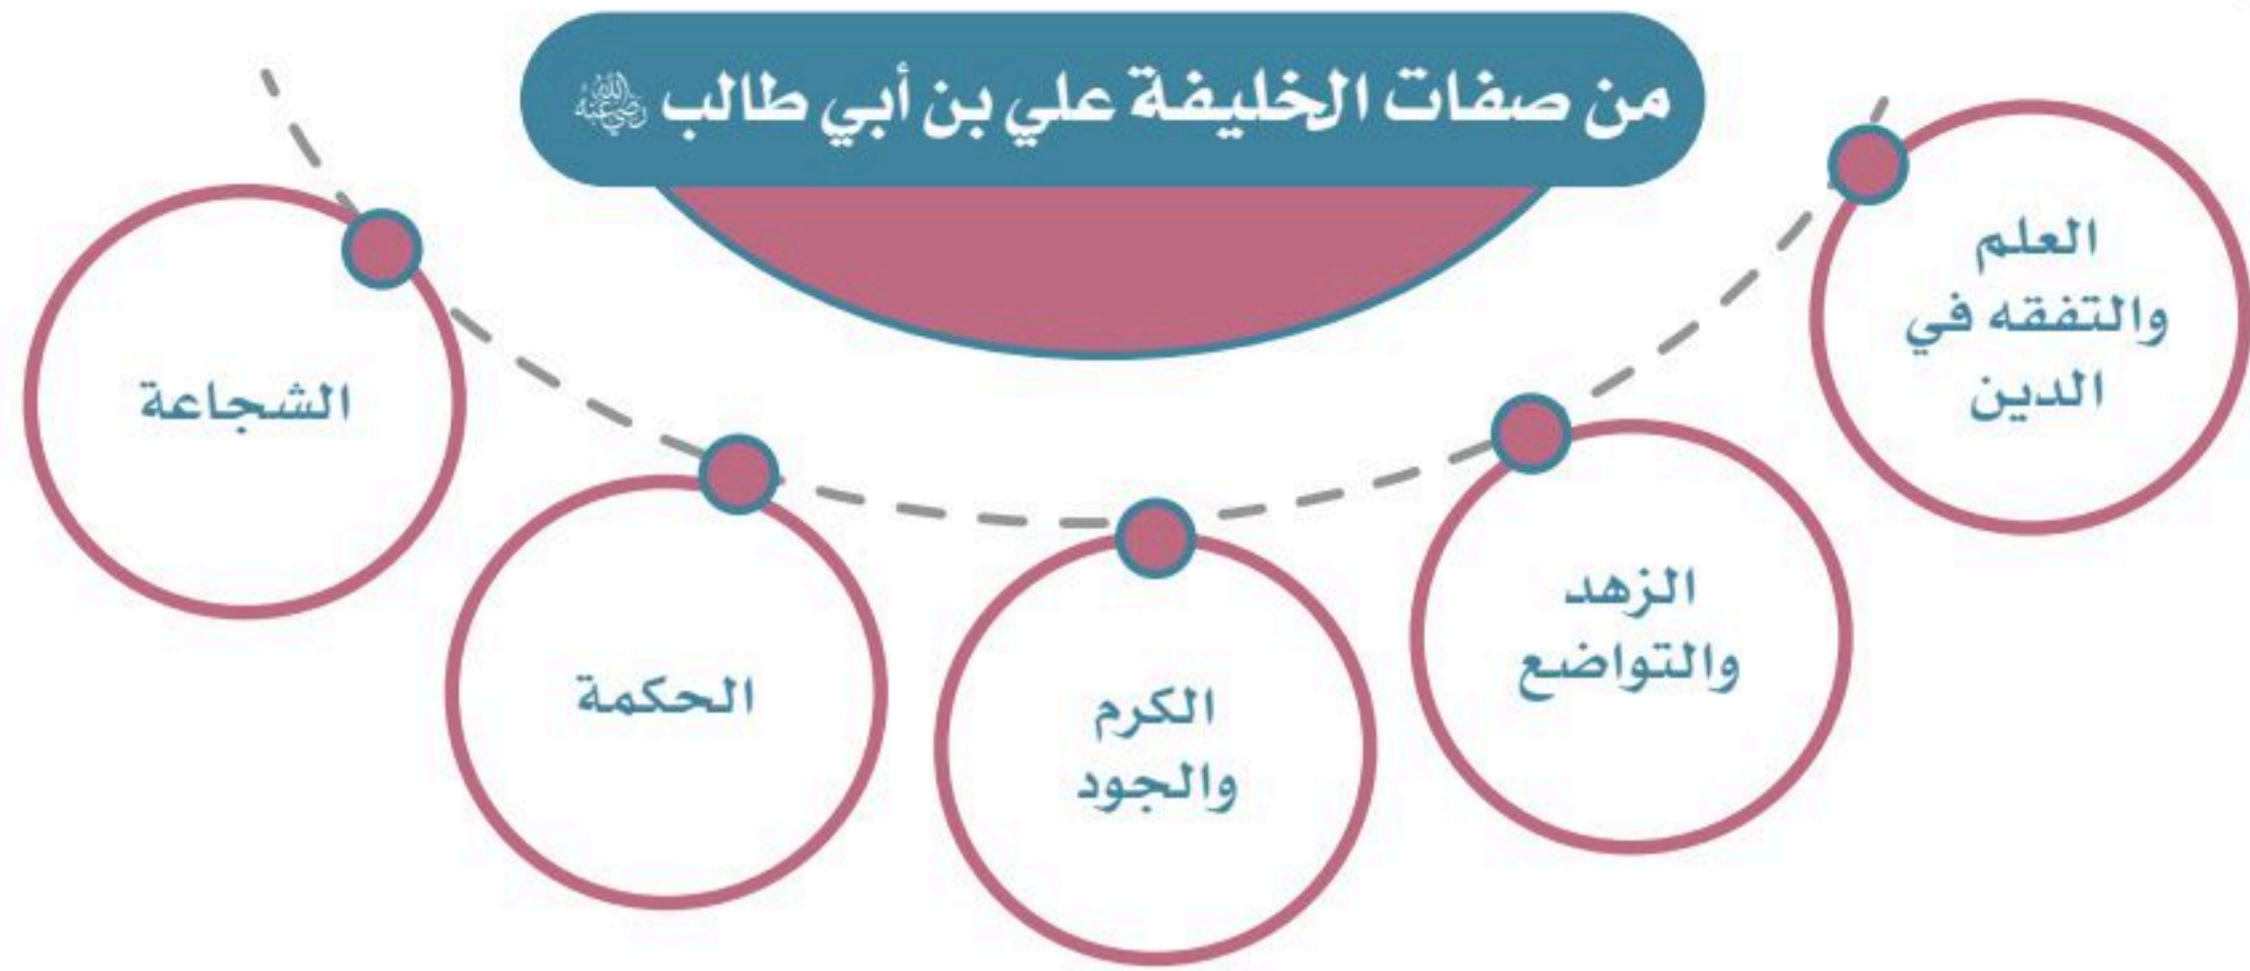 من صفات الخليفة علي بن أبي طالب رضي الله عنه
العلم
والتفقه في
الدين
الزهد
والتواضع
الكرم
والجود
الحكمة
الشجاعة